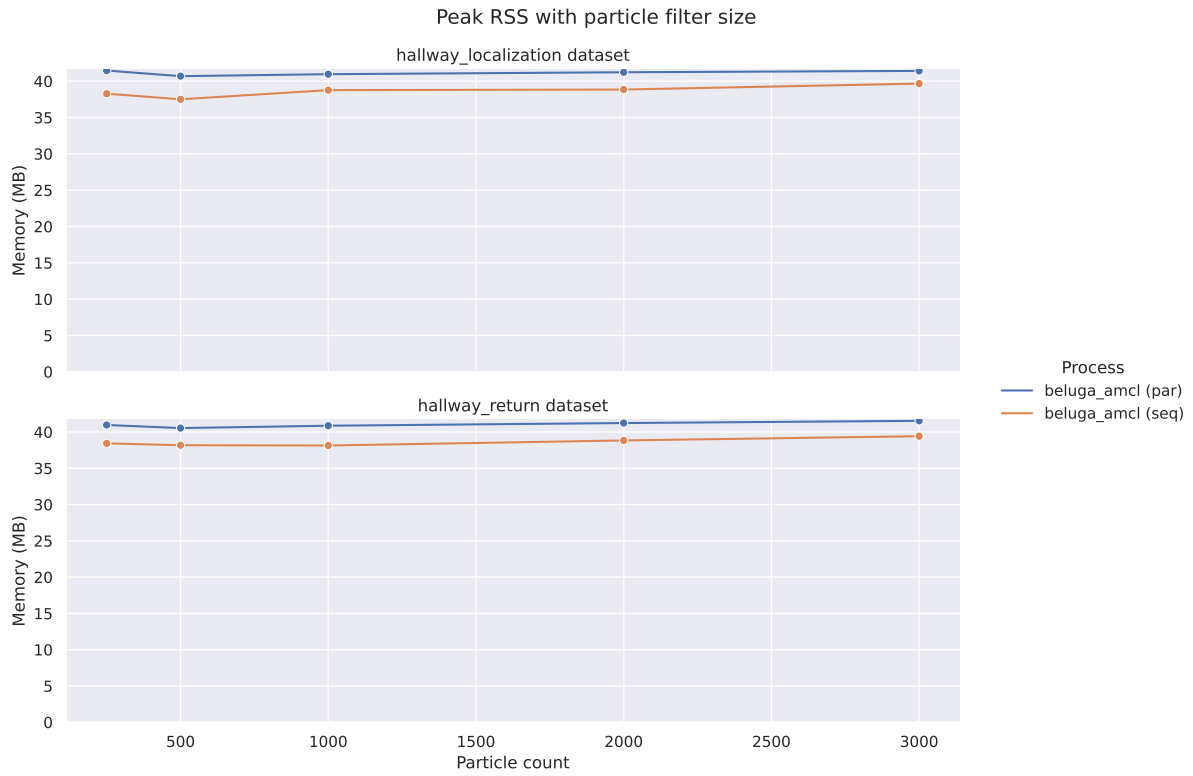 Peak RSS with particle filter size
hallway_localization dataset
40
35
30
25
20
15
10
5
0
Memory (MB)
hallway_return dataset
40
35
30
25
20
15
10
5
0
Memory (MB)
500 1000 1500 2000 2500 3000
Particle count
Process
beluga_amcl (par)
beluga_amcl (seq)